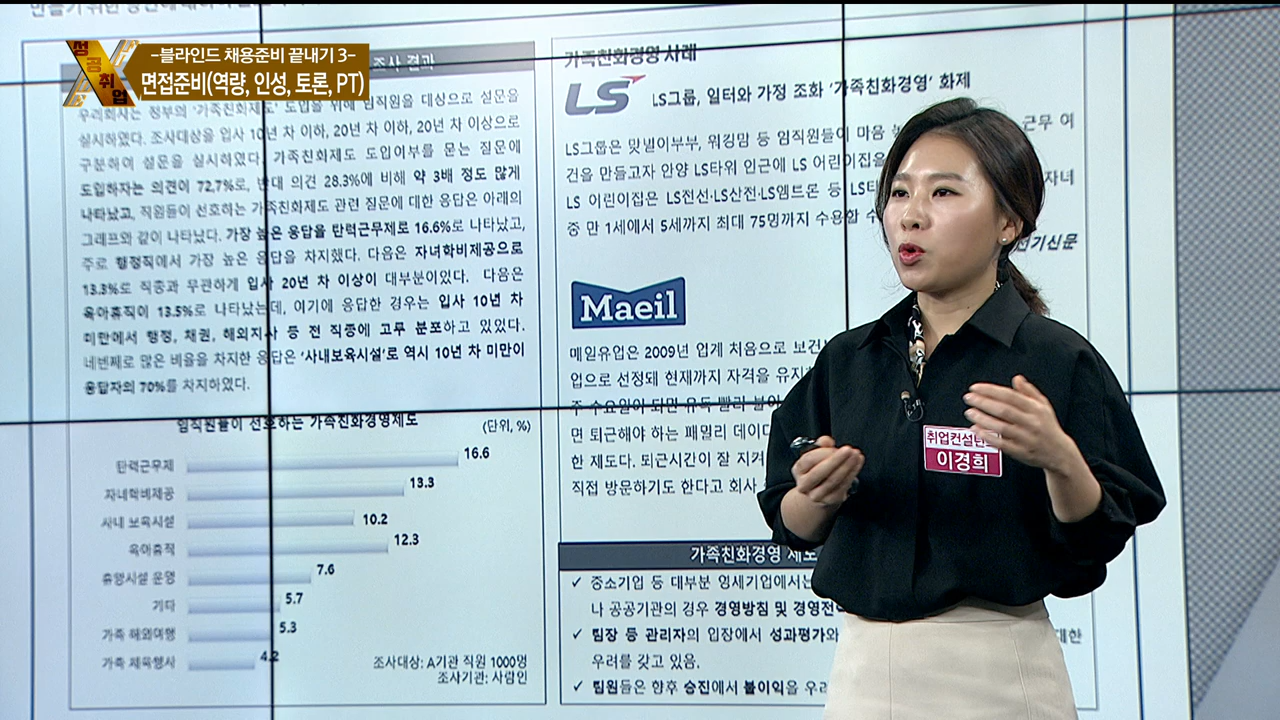 성공취업
-블라인드 채용준비 끝내기 3-
면접준비(역량, 인성, 토론, PT)
조사 결과
우리회사는 정부의 '가족친화제도' 도입을 위해 임직원을 대상으로 설문을
실시하였다. 조사대상을 입사 10년 차 이하, 20년 차 이하, 20년 차 이상으로
구분하여 설문을 실시하였다. 가족친화제도 도입여부를 묻는 질문에
도입하자는 의견이 72,7%로, 반대 의견 28.3%에 비해 약 3배 정도 많게
나타났고, 직원들이 선호하는 가족친화제도 관련 질문에 대한 응답은 아래의
그래프와 같이 나타났다. 가장 높은 응답을 탄력근무제로 16.6%로 나타났고,
주로 행정직에서 가장 높은 응답을 차지했다. 다음은 자녀학비제공으로
13.3%로 직종과 무관하게 입사 20년 차 이상이 대부분이있다. 다음은
육아휴직이 13.5%로 나타났는데, 여기에 응답한 경우는 입사 10년 차
미만에서 행정, 채권, 해외지사 등 전 직종에 고루 분포하고 있었다.
네번째로 많은 비율을 차지한 응답은 '사내보육시설'로 역시 10년 차 미만이
응답자의 70%를 차지하였다.
임직원들이 선호하는 가족친화경영제도
(단위, %)
탄력근무제 16.6
자녀학비제공 13.3
사내 보육시설 10.2
육아휴직 12.3
휴양시설 운영 7.6
기타 5.7
가족 해외여행 5.3
가족 체육행사 4.2
조사대상: A기관 직원 1000명
조사기관: 사람인
가족친화경영 사례
LS
LS그룹, 일터와 가정 조화 '가족친화경영' 화제
LS그룹은 맞벌이부부, 워킹맘 등 임직원들이 마음 근무 여
건을 만들고자 안양 LS타워 인근에 LS 어린이집을
LS 어린이집은 LS전선·LS산전·LS엠트론 등 자녀
중 만 1세에서 5세까지 최대 75명까지 수용할 수
전기신문
Maeil
매일유업은 2009년 업계 처음으로
업으로 선정돼 현재까지 자격을
주 수요일이 되면 유독 빨리
면 퇴근해야 하는 패밀리 데이
한 제도다. 퇴근시간이 잘 지켜
직접 방문하기도 한다고 회사
가족친화경영 제도
✓ 중소기업 등 대부분 영세기업에서는
나 공공기관의 경우 경영방침 및 경영전
✓ 팀장 등 관리자의 입장에서 성과평가와 대한
우려를 갖고 있음.
✓ 팀원들은 향후 승진에서 불이익을 우려
취업컨설턴트
이경희